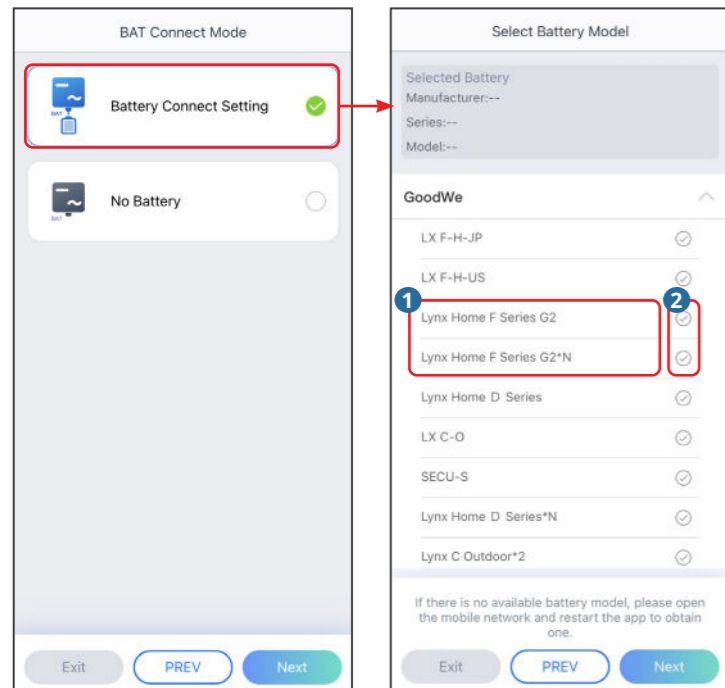 BAT Connect Mode
Battery Connect Setting
BAT
No Battery
BAT
Exit
PREV
Next
Select Battery Model
Selected Battery
Manufacturer:--
Series:--
Model:--
GoodWe
LX F-H-JP
LX F-H-US
1
2
Lynx Home F Series G2
Lynx Home F Series G2*N
Lynx Home D Series
LX C-O
SECU-S
Lynx Home D Series*N
Lynx C Outdoor*2
If there is no available battery model, please open
the mobile network and restart the app to obtain
one.
Exit
PREV
Next